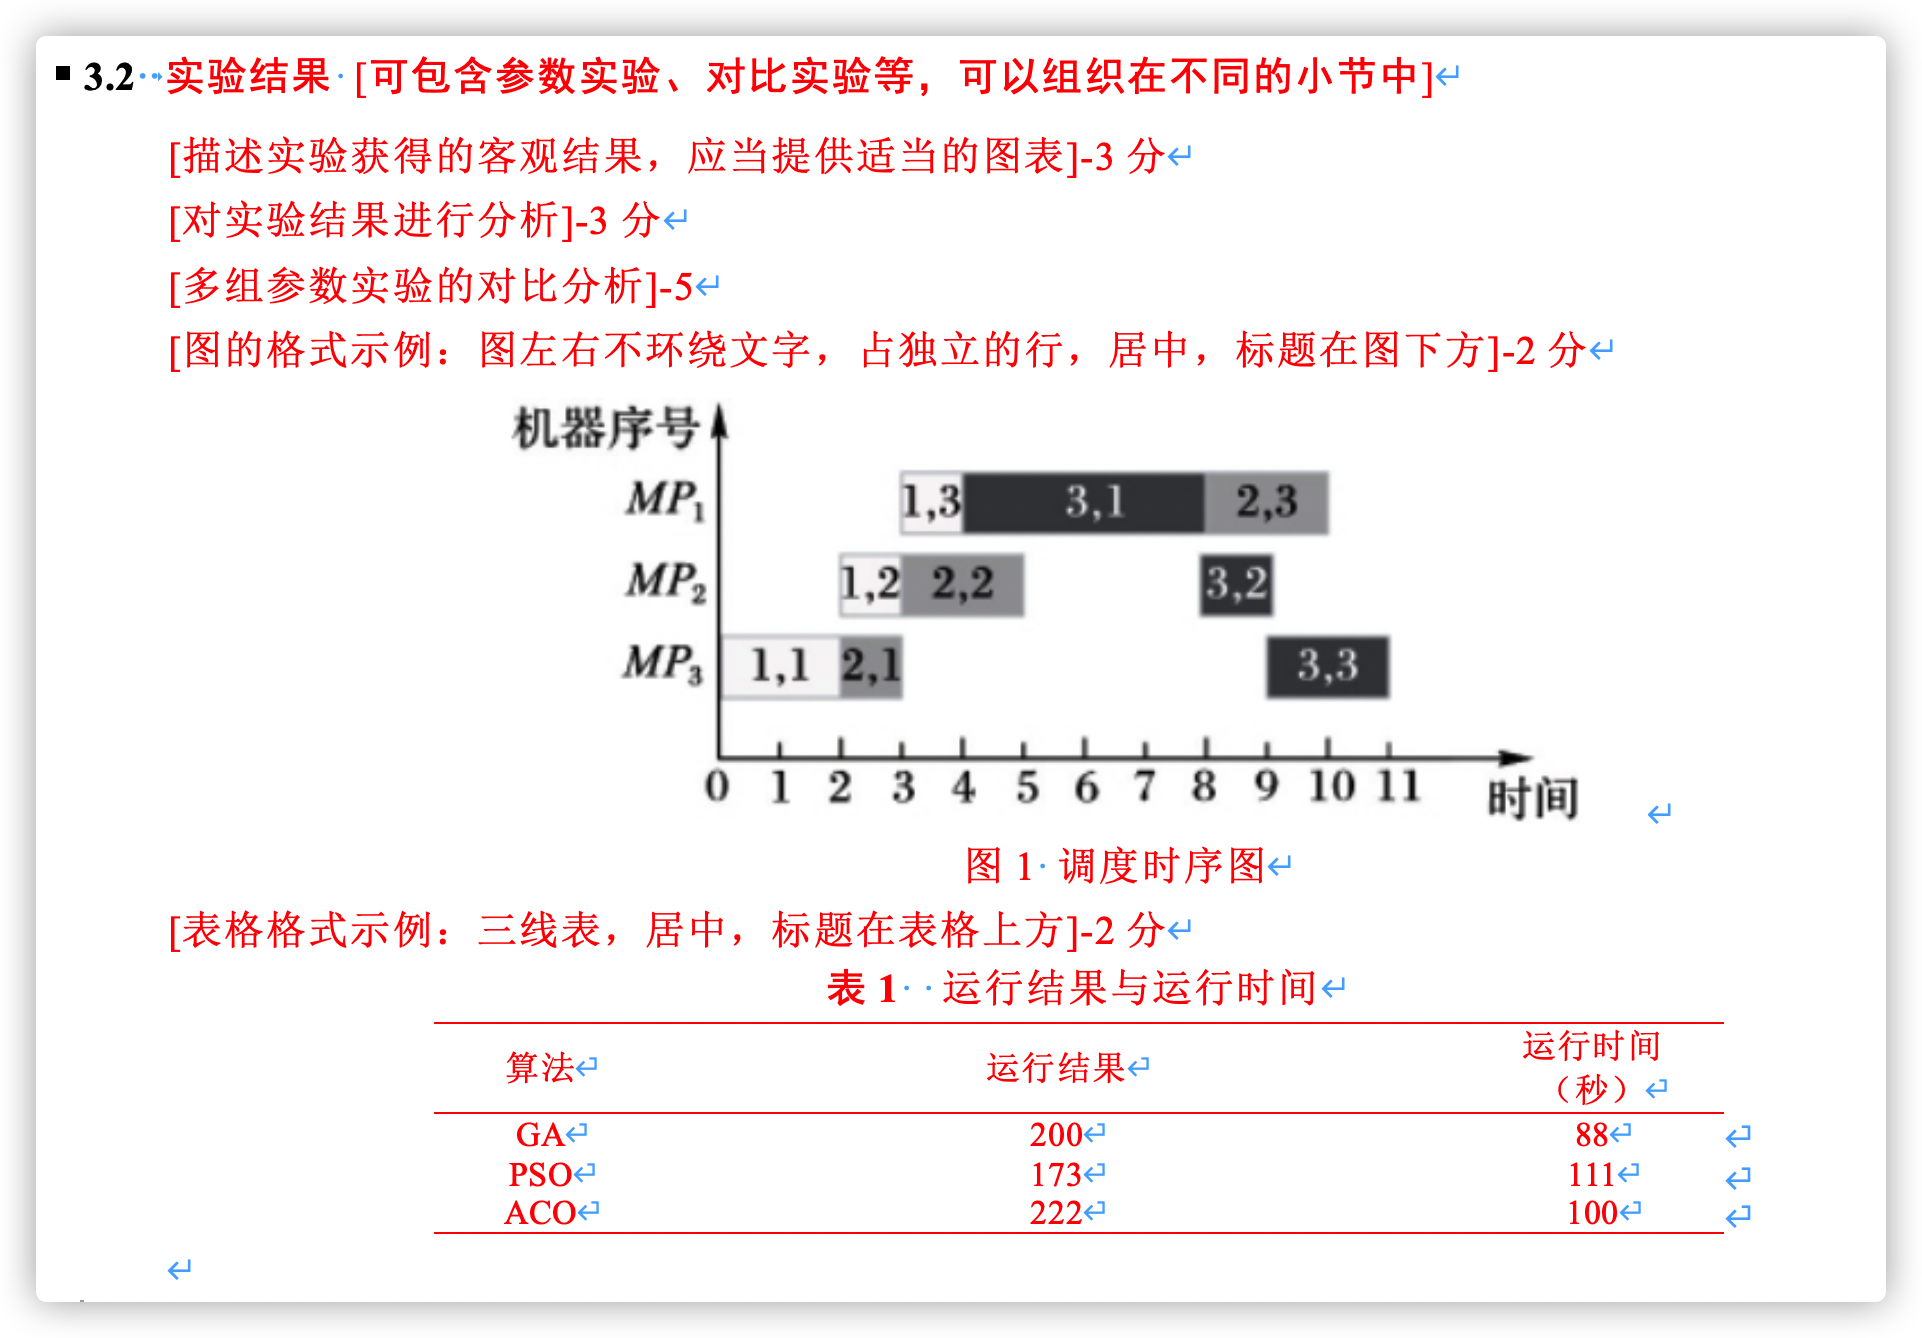 3.2 实验结果 [可包含参数实验、对比实验等，可以组织在不同的小节中]
[描述实验获得的客观结果，应当提供适当的图表]-3 分
[对实验结果进行分析]-3 分
[多组参数实验的对比分析]-5
[图的格式示例：图左右不环绕文字，占独立的行，居中，标题在图下方]-2 分
机器序号
MP1 1,3 3,1 2,3
MP2 1,2 2,2 3,2
MP3 1,1 2,1 3,3
0 1 2 3 4 5 6 7 8 9 10 11
时间
图 1 调度时序图
[表格格式示例：三线表，居中，标题在表格上方]-2 分
表 1 运行结果与运行时间
算法 运行结果 运行时间
（秒）
GA 200 88
PSO 173 111
ACO 222 100